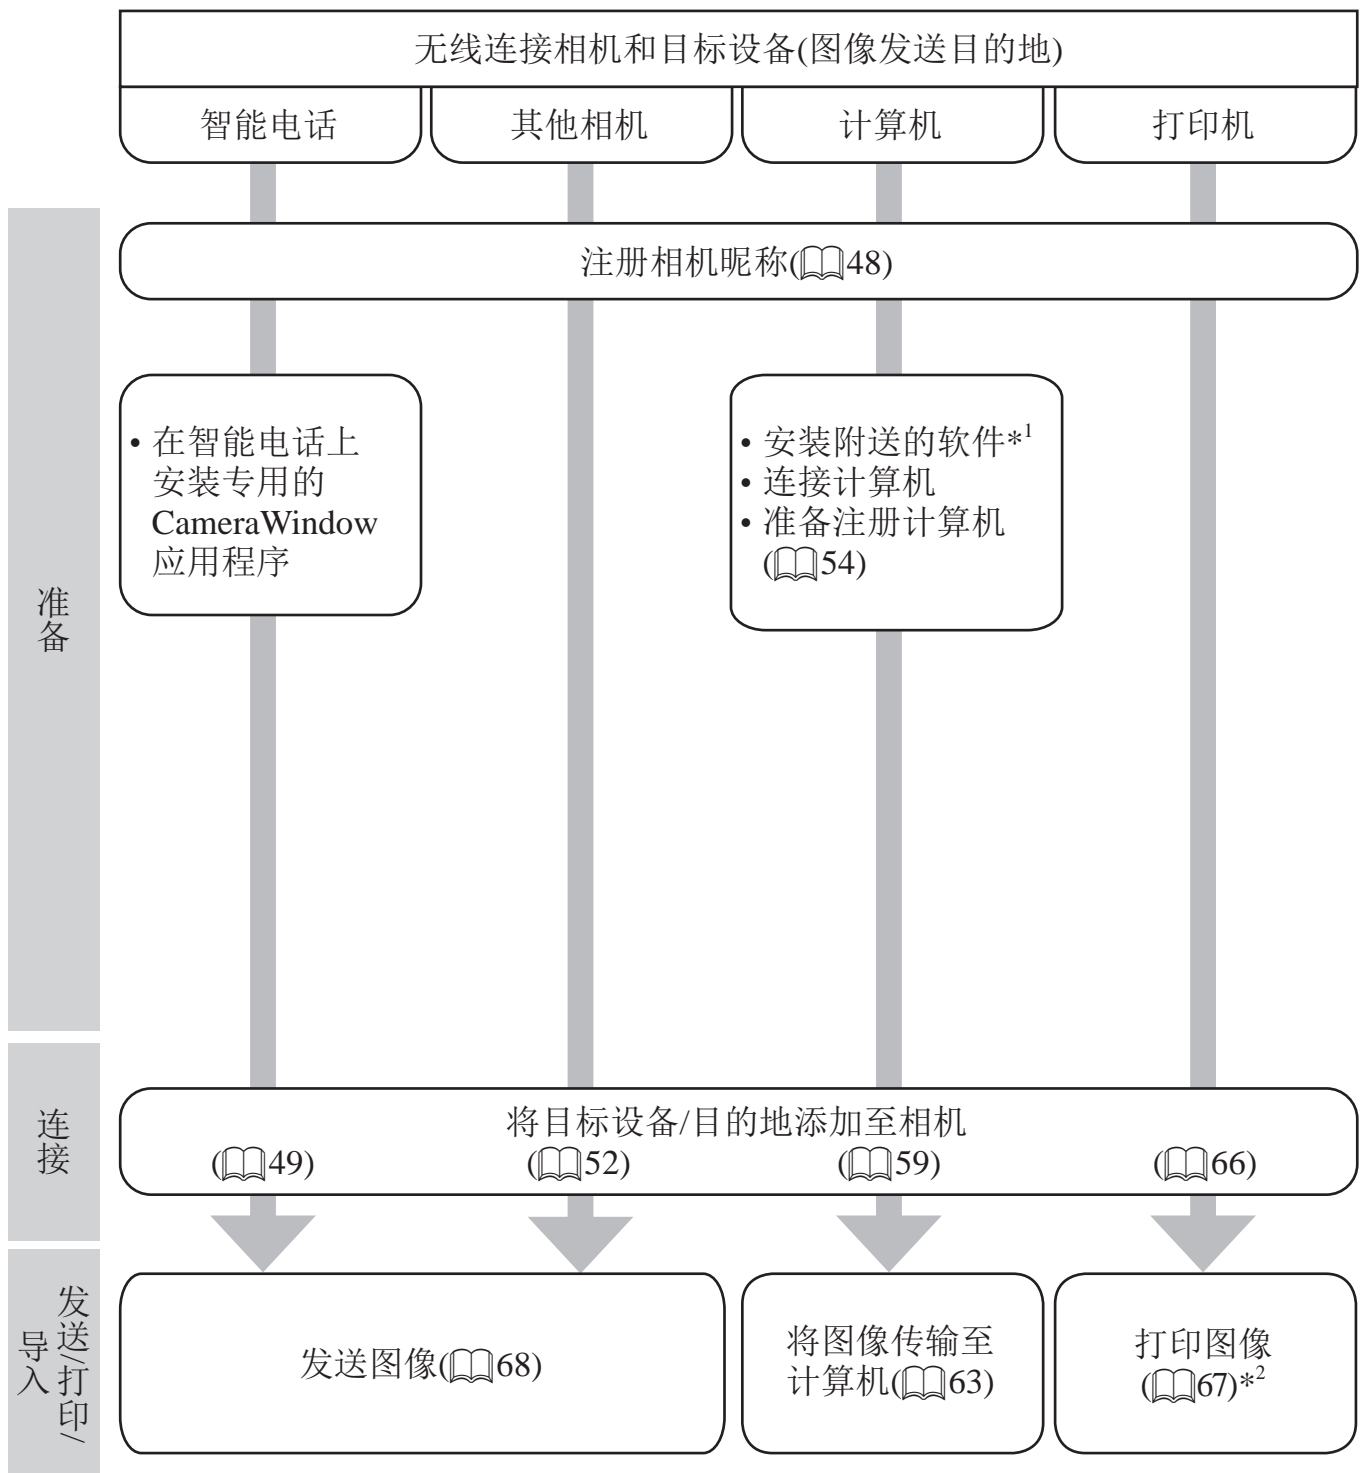 无线连接相机和目标设备(图像发送目的地)
智能电话
其他相机
计算机
打印机
准备
注册相机昵称(48)
• 在智能电话上
安装专用的
CameraWindow
应用程序
• 安装附送的软件*1
• 连接计算机
• 准备注册计算机
(54)
连接
将目标设备/目的地添加至相机
(49)
(52)
(59)
(66)
发送/打印/
导入
发送图像(68)
将图像传输至
计算机(63)
打印图像
(67)*2